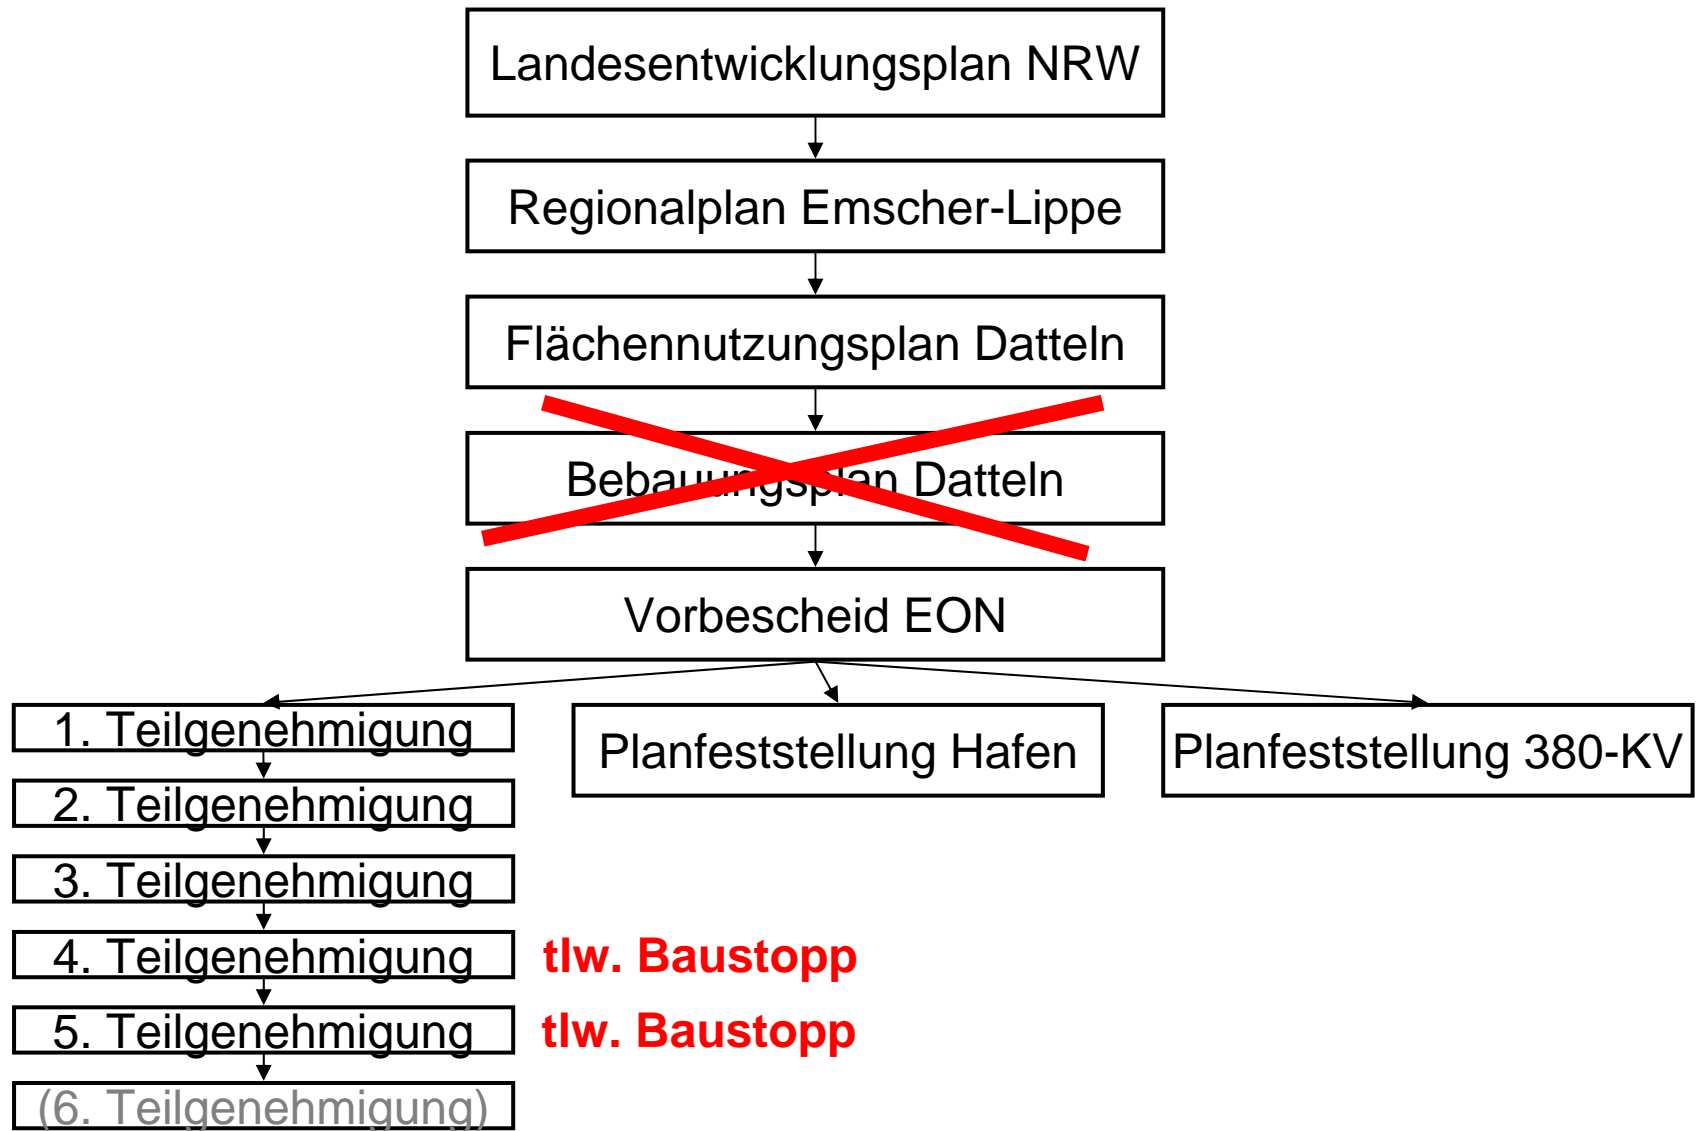 Landesentwicklungsplan NRW
Regionalplan Emscher-Lippe
Flächennutzungsplan Datteln
Bebauungsplan Datteln
Vorbescheid EON
1. Teilgenehmigung
Planfeststellung Hafen
Planfeststellung 380-KV
2. Teilgenehmigung
3. Teilgenehmigung
4. Teilgenehmigung
tlw. Baustopp
5. Teilgenehmigung
tlw. Baustopp
(6. Teilgenehmigung)